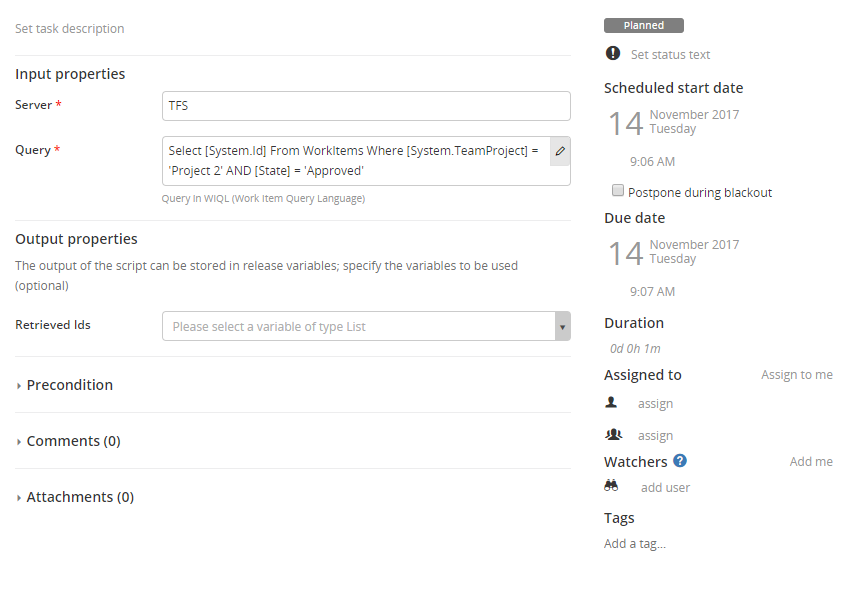 Set task description
Input properties
Server *
TFS
Query *
Select [System.Id] From WorkItems Where [System.TeamProject] =
'Project 2' AND [State] = 'Approved'
Query in WIQL (Work Item Query Language)
Output properties
The output of the script can be stored in release variables; specify the variables to be used
(optional)
Retrieved Ids
Please select a variable of type List
Precondition
Comments (0)
Attachments (0)
Planned
Set status text
Scheduled start date
14
November 2017
Tuesday
9:06 AM
Postpone during blackout
Due date
14
November 2017
Tuesday
9:07 AM
Duration
0d 0h 1m
Assigned to
Assign to me
assign
assign
Watchers ?
Add me
add user
Tags
Add a tag...